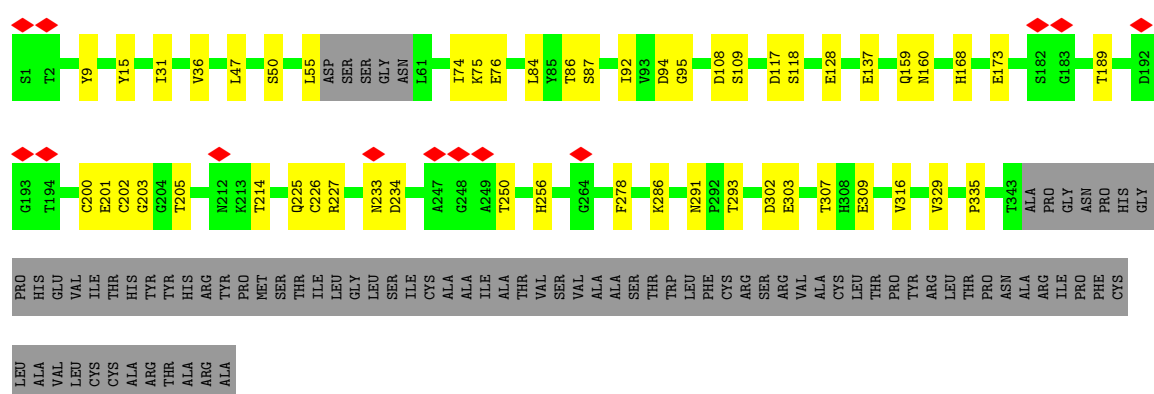 S1 T2 Y9 Y15 I31 V36 L47 S50 L55 ASP SER SER GLY ASN L61 I74 K75 E76 L84 Y85 T86 S87 I92 V93 D94 G95 D108 S109 D117 S118 E128 E137 Q159 N160 H168 E173 S182 G183 T189 D192
G193 T194 C200 E201 C202 G203 G204 T205 N212 K213 T214 Q225 C226 R227 N233 D234 A247 G248 A249 T250 H256 G264 F278 K286 N291 P292 T293 D302 E303 T307 H308 E309 V316 V329 P335 T343 ALA PRO GLY ASN PRO HIS GLY
PRO HIS GLU VAL ILE THR HIS TYR TYR HIS ARG TYR PRO MET SER THR ILE LEU GLY LEU SER ILE CYS ALA ALA ILE ALA THR VAL SER VAL ALA ALA SER THR TRP LEU PHE CYS ARG SER ARG VAL ALA CYS LEU THR PRO TYR ARG LEU THR PRO ASN ALA ARG ILE PRO PHE CYS
LEU ALA VAL LEU CYS CYS ALA ARG THR ALA ARG ALA